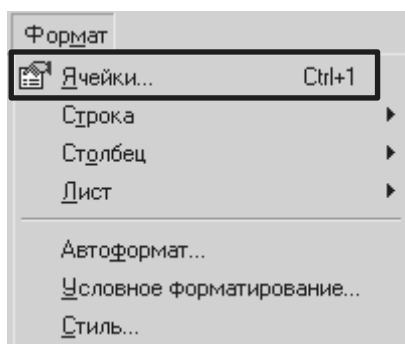 Формат
Ячейки... Ctrl+1
Строка
Столбец
Лист
Автоформат...
Условное форматирование...
Стиль...